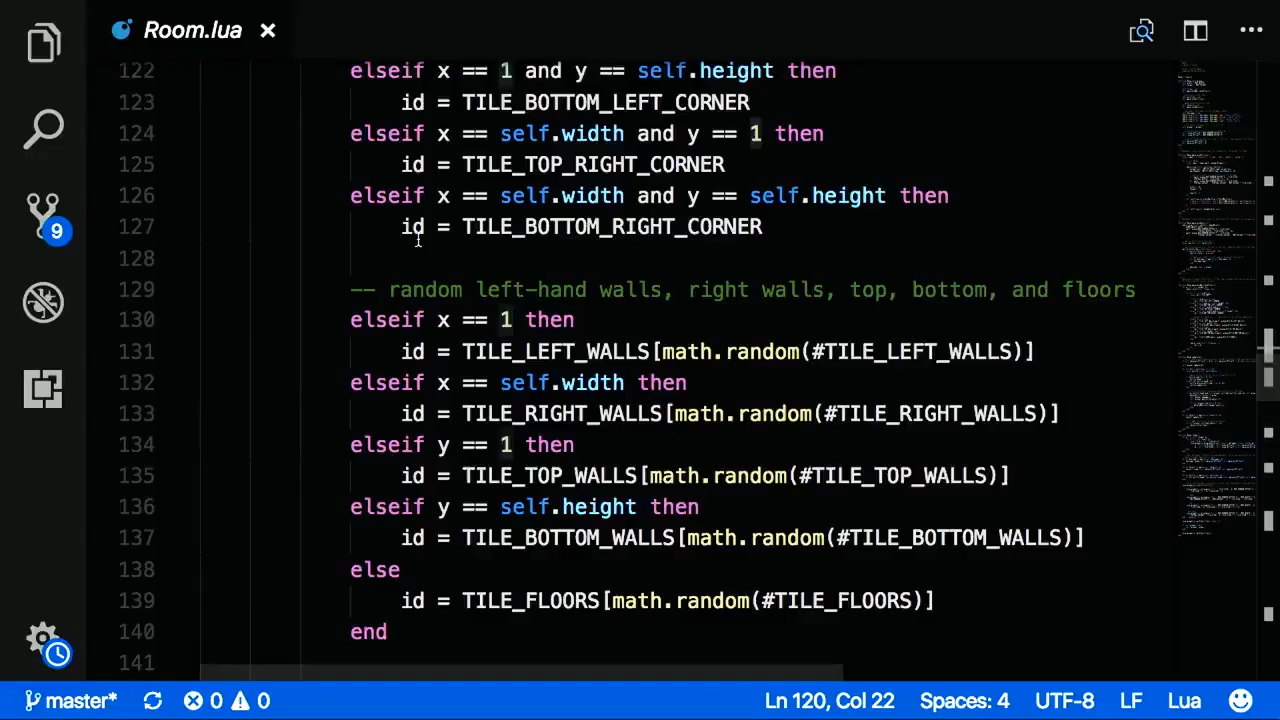 Room.lua ×
122 elseif x == 1 and y == self.height then
123 id = TILE_BOTTOM_LEFT_CORNER
124 elseif x == self.width and y == 1 then
125 id = TILE_TOP_RIGHT_CORNER
126 elseif x == self.width and y == self.height then
127 id = TILE_BOTTOM_RIGHT_CORNER
128
129 -- random left-hand walls, right walls, top, bottom, and floors
130 elseif x == 1 then
131 id = TILE_LEFT_WALLS[math.random(#TILE_LEFT_WALLS)]
132 elseif x == self.width then
133 id = TILE_RIGHT_WALLS[math.random(#TILE_RIGHT_WALLS)]
134 elseif y == 1 then
135 id = TILE_TOP_WALLS[math.random(#TILE_TOP_WALLS)]
136 elseif y == self.height then
137 id = TILE_BOTTOM_WALLS[math.random(#TILE_BOTTOM_WALLS)]
138 else
139 id = TILE_FLOORS[math.random(#TILE_FLOORS)]
140 end
141
9
master* 0 0 Ln 120, Col 22 Spaces: 4 UTF-8 LF Lua